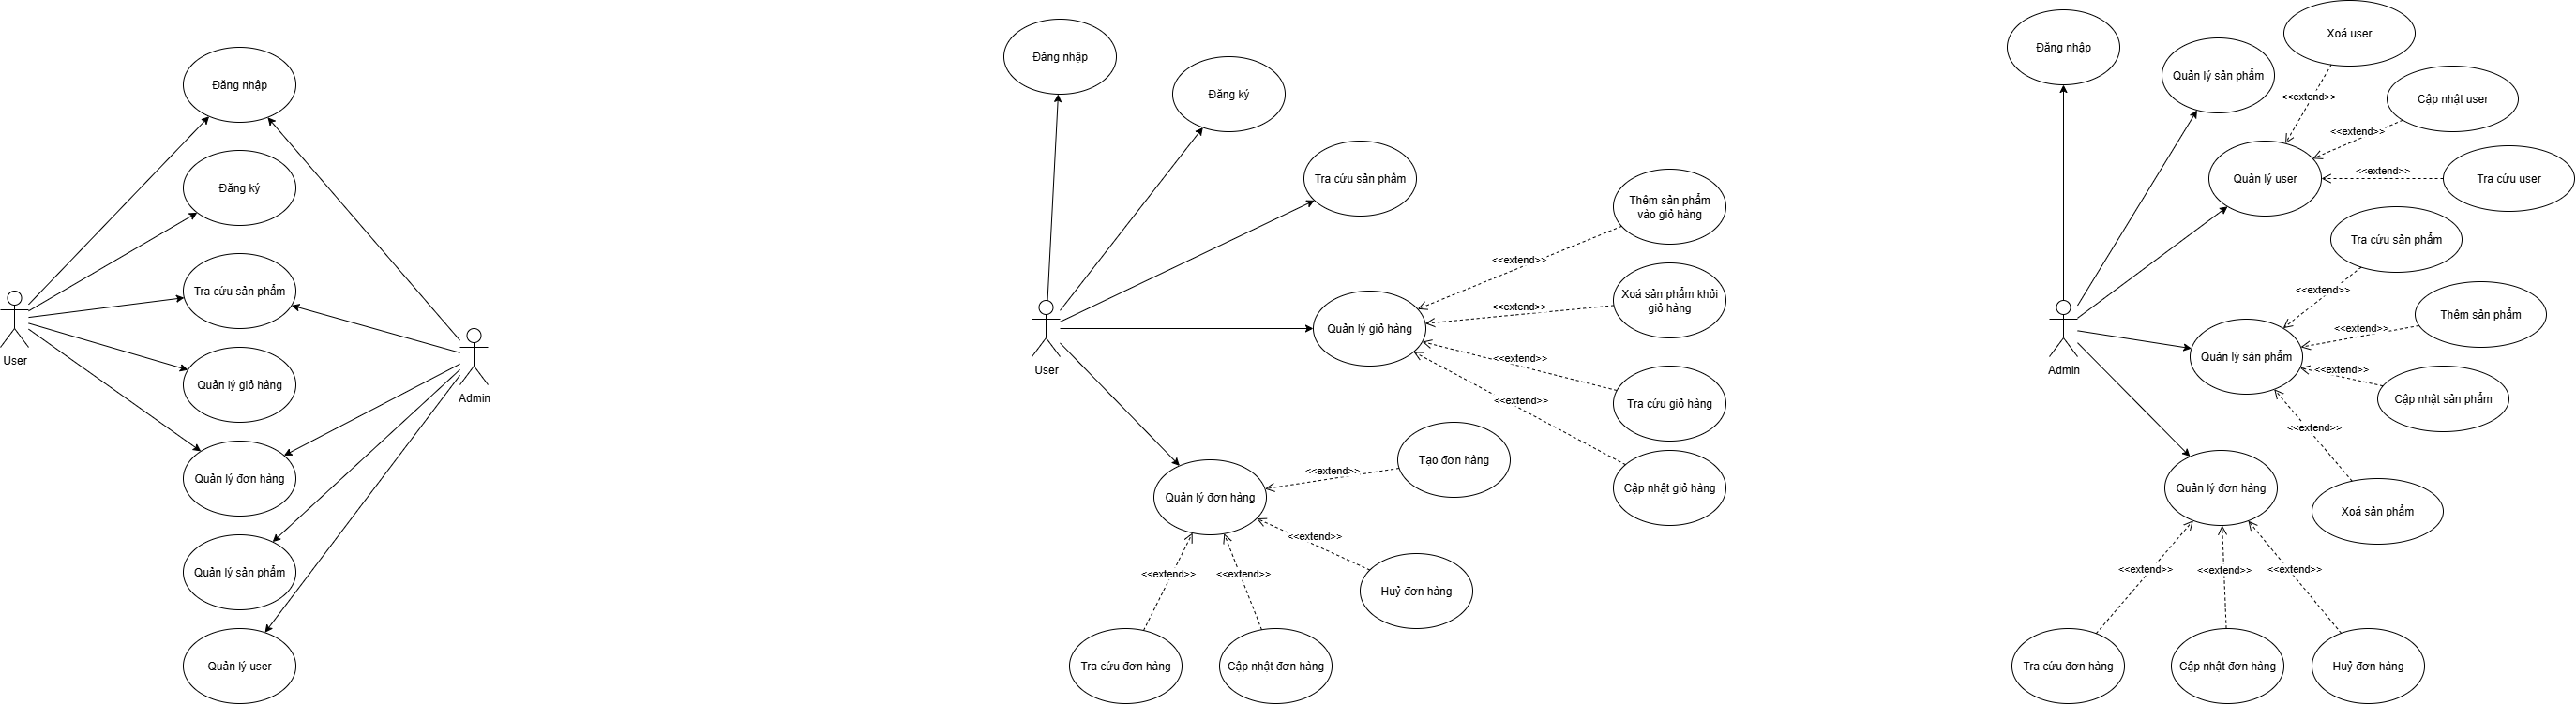 Đăng nhập
Đăng ký
Tra cứu sản phẩm
User
Quản lý giỏ hàng
Admin
Quản lý đơn hàng
Quản lý sản phẩm
Quản lý user
Đăng nhập
Đăng ký
Tra cứu sản phẩm
Thêm sản phẩm
vào giỏ hàng
<<extend>>
Xoá sản phẩm khỏi
giỏ hàng
<<extend>>
Quản lý giỏ hàng
User
<<extend>>
Tra cứu giỏ hàng
<<extend>>
Cập nhật giỏ hàng
Tạo đơn hàng
<<extend>>
Quản lý đơn hàng
<<extend>>
Huỷ đơn hàng
<<extend>>
<<extend>>
Tra cứu đơn hàng
Cập nhật đơn hàng
Đăng nhập
Quản lý sản phẩm
Xoá user
<<extend>>
Cập nhật user
<<extend>>
Quản lý user
<<extend>>
Tra cứu user
Tra cứu sản phẩm
<<extend>>
Thêm sản phẩm
<<extend>>
Quản lý sản phẩm
Admin
<<extend>>
Cập nhật sản phẩm
<<extend>>
Xoá sản phẩm
Quản lý đơn hàng
<<extend>>
<<extend>>
<<extend>>
Tra cứu đơn hàng
Cập nhật đơn hàng
Huỷ đơn hàng